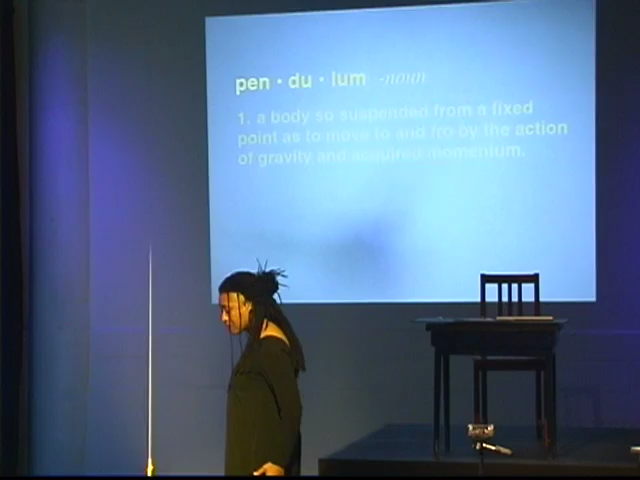 pen · du · lum -noun
1. a body so suspended from a fixed
point as to move to and fro by the action
of gravity and acquired momentum.